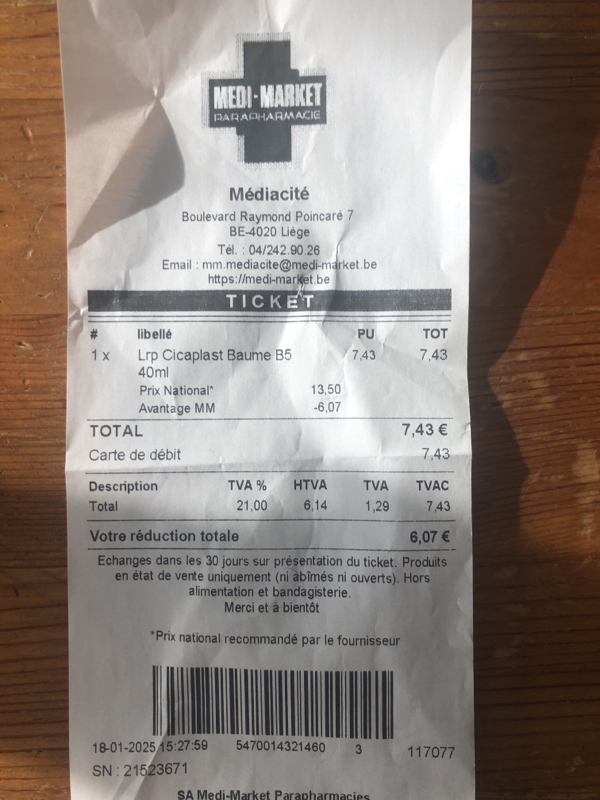 MEDI-MARKET
PARAPHARMACIE
Médiacité
Boulevard Raymond Poincaré 7
BE-4020 Liège
Tél. : 04/242.90.26
Email : mm.mediacite@medi-market.be
https://medi-market.be
TICKET
# libellé PU TOT
1 x Lrp Cicaplast Baume B5 7,43 7,43
40ml
Prix National* 13,50
Avantage MM -6,07
TOTAL 7,43 €
Carte de débit 7,43
Description TVA % HTVA TVA TVAC
Total 21,00 6,14 1,29 7,43
Votre réduction totale 6,07 €
Echanges dans les 30 jours sur présentation du ticket. Produits
en état de vente uniquement (ni abîmés ni ouverts). Hors
alimentation et bandagisterie.
Merci et à bientôt
*Prix national recommandé par le fournisseur
18-01-2025 15:27:59 5470014321460 3 117077
SN : 21523671
SA Medi-Market Parapharmacies